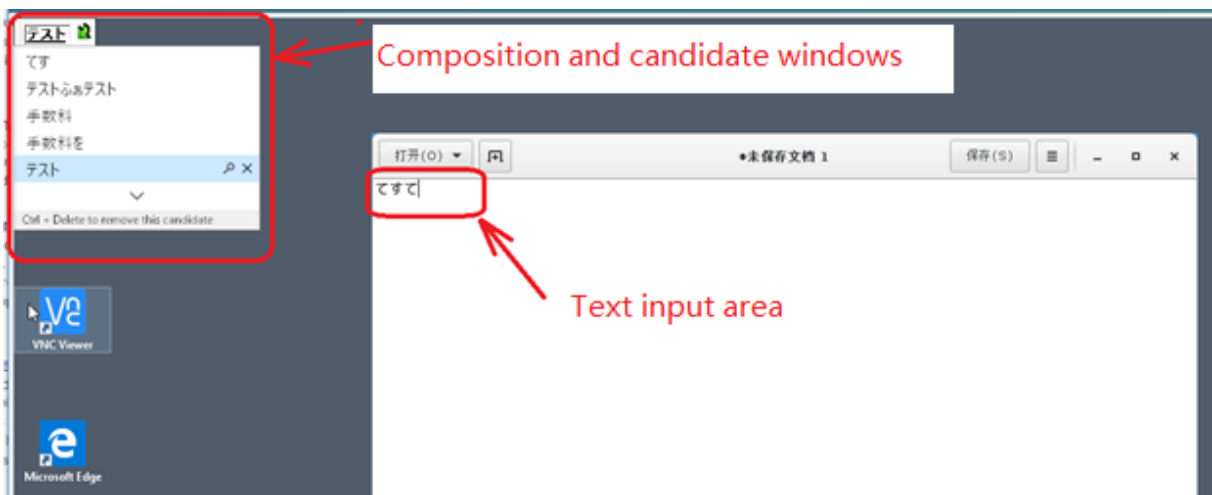 テスト
てす
テストふぁテスト
手数料
手数料を
テスト
Ctrl + Delete to remove this candidate
Composition and candidate windows
打开(O)
•未保存文档 1
保存(S)
てすて
Text input area
VNC Viewer
Microsoft Edge